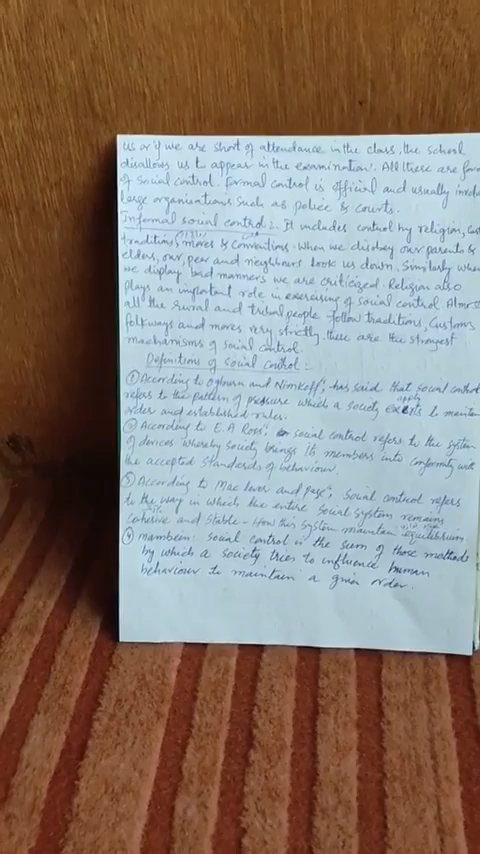 us or if we are short of attendance in the class, the school
disallows us to appear in the examination. All these are
of social control. Formal control is official and usually
large organizations such as police & courts.
Informal social control :- It includes control by religion,
traditions, mores & Conventions. When we disobey our parents &
elders, our, peer and neighbours look us down. Similarly when
we display bad manners we are criticized. Religion also
plays an important role in exercising of social control. Almost
all the rural and tribal people follow traditions, Customs
folkways and mores very strictly. these are the strongest
machanisms of social control.
Definitions of social control :-
① According to Ogburn and Nimkoff; has said that social control
refers to the pattern of pressure which a society exerts apply to maintain
order and established rules.
② According to E.A Ross; social control refers to the system
of devices whereby society brings its members into conformity with
the accepted standards of behaviour.
③ According to Mac Iever and page; Social control refers
to the way in which the entire social system remains
cohesive and stable - How this system maintain equilibrium.
④ mambeim: Social control is the sum of those methods
by which a society tries to influence human
behaviour to maintain a given order.